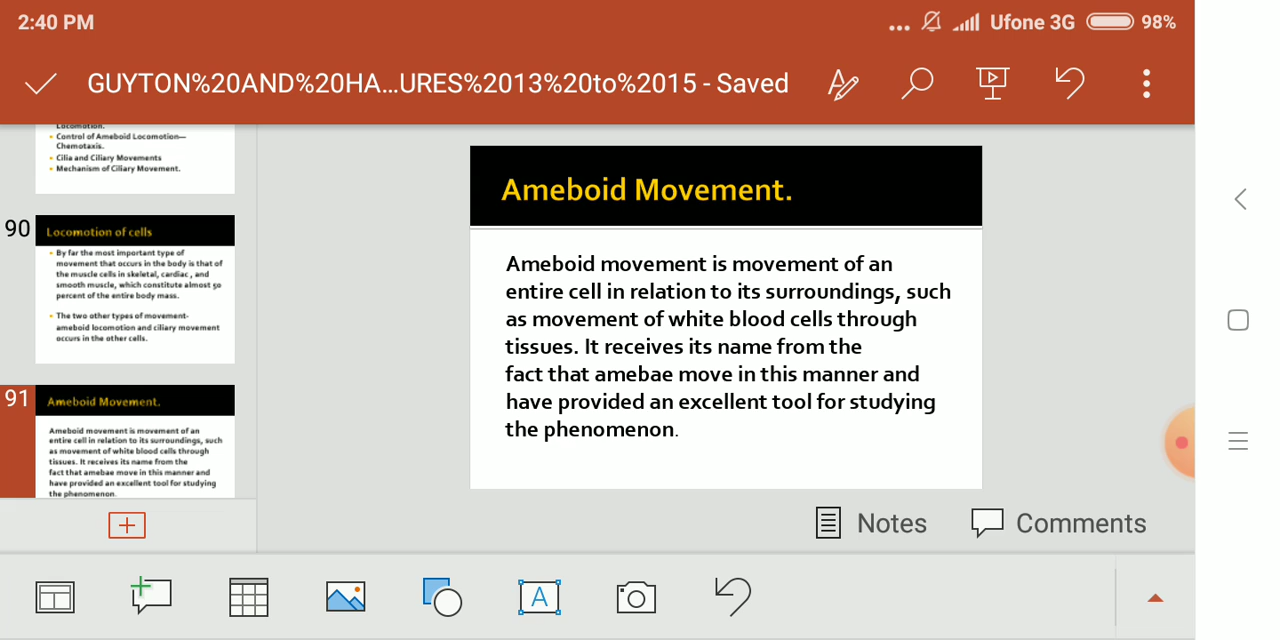 2:40 PM
... Ufone 3G 98%
GUYTON%20AND%20HA...URES%2013%20to%2015 - Saved
Locomotion.
Control of Ameboid Locomotion—
Chemotaxis.
Cilia and Ciliary Movements
Mechanism of Ciliary Movement.
90
Locomotion of cells
By far the most important type of
movement that occurs in the body is that of
the muscle cells in skeletal, cardiac , and
smooth muscle, which constitute almost 50
percent of the entire body mass.
The two other types of movement-
ameboid locomotion and ciliary movement
occurs in the other cells.
91
Ameboid Movement.
Ameboid movement is movement of an
entire cell in relation to its surroundings, such
as movement of white blood cells through
tissues. It receives its name from the
fact that amebae move in this manner and
have provided an excellent tool for studying
the phenomenon.
Ameboid Movement.
Ameboid movement is movement of an
entire cell in relation to its surroundings, such
as movement of white blood cells through
tissues. It receives its name from the
fact that amebae move in this manner and
have provided an excellent tool for studying
the phenomenon.
Notes
Comments
A